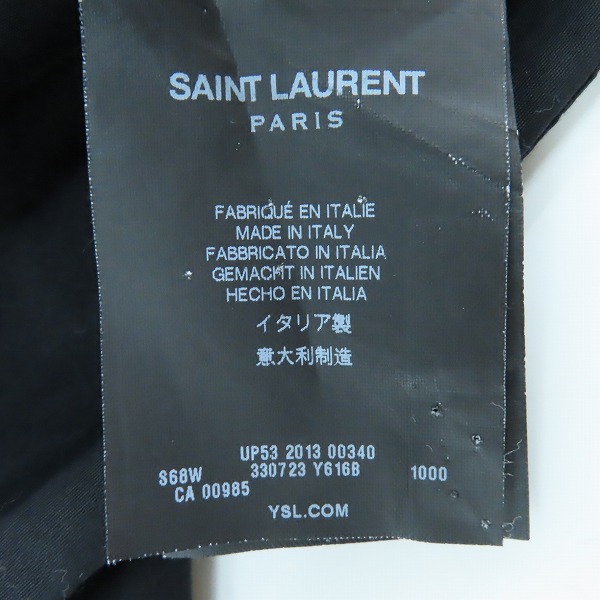 SAINT LAURENT
PARIS
FABRIQUÉ EN ITALIE
MADE IN ITALY
FABBRICATO IN ITALIA
GEMACHT IN ITALIEN
HECHO EN ITALIA
イタリア製
意大利制造
UP53 2013 00340
S68W 330723 Y616B 1000
CA 00985
YSL.COM